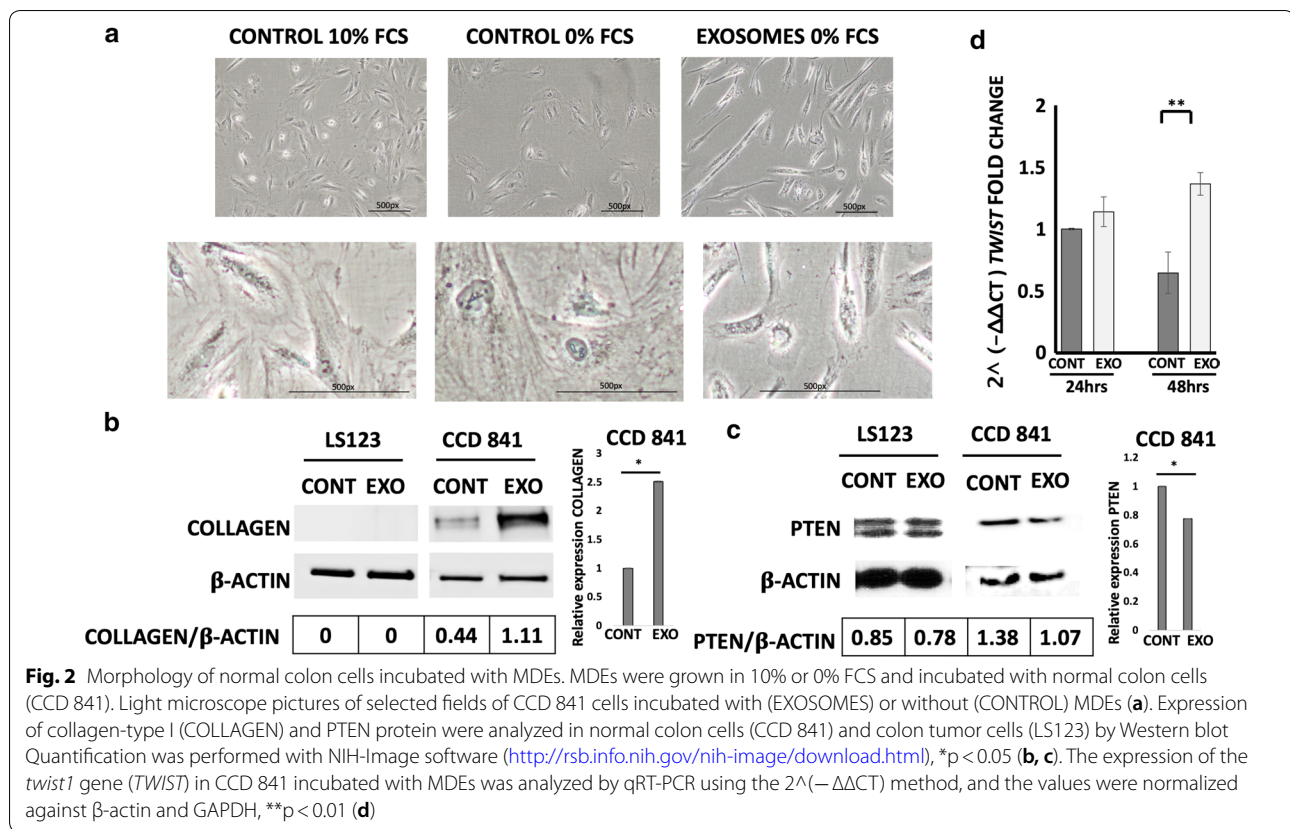 a
CONTROL 10% FCS CONTROL 0% FCS EXOSOMES 0% FCS
500px 500px 500px
500px 500px 500px
d
2^ (-ΔΔCT ) TWIST FOLD CHANGE
2
1.5
1
0.5
0
**
CONT EXO CONT EXO
24hrs 48hrs
b
LS123 CCD 841
CONT EXO CONT EXO
COLLAGEN
β-ACTIN
COLLAGEN/β-ACTIN 0 0 0.44 1.11
CCD 841
Relative expression COLLAGEN
3
2.5
2
1.5
1
0.5
0
*
CONT EXO
c
LS123 CCD 841
CONT EXO CONT EXO
PTEN
β-ACTIN
PTEN/β-ACTIN 0.85 0.78 1.38 1.07
CCD 841
Relative expression PTEN
1.2
1
0.8
0.6
0.4
0.2
0
*
CONT EXO
Fig. 2 Morphology of normal colon cells incubated with MDEs. MDEs were grown in 10% or 0% FCS and incubated with normal colon cells
(CCD 841). Light microscope pictures of selected fields of CCD 841 cells incubated with (EXOSOMES) or without (CONTROL) MDEs (a). Expression
of collagen-type I (COLLAGEN) and PTEN protein were analyzed in normal colon cells (CCD 841) and colon tumor cells (LS123) by Western blot
Quantification was performed with NIH-Image software (http://rsb.info.nih.gov/nih-image/download.html), *p < 0.05 (b, c). The expression of the
twist1 gene (TWIST) in CCD 841 incubated with MDEs was analyzed by qRT-PCR using the 2^(− ΔΔCT) method, and the values were normalized
against β-actin and GAPDH, **p < 0.01 (d)